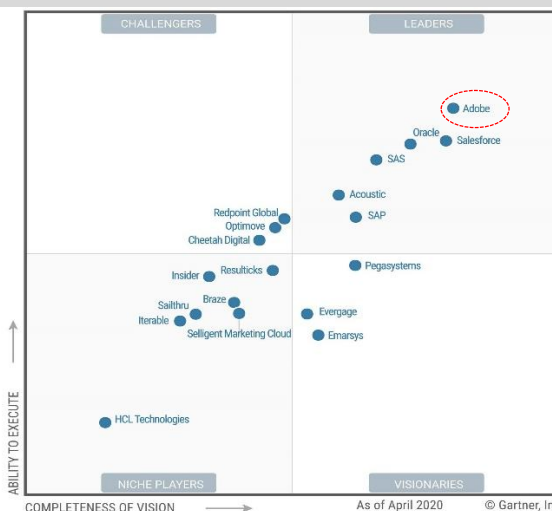 CHALLENGERS
LEADERS
Adobe
Oracle
Salesforce
SAS
Acoustic
SAP
Redpoint Global
Optimove
Cheetah Digital
Pegasystems
Resulticks
Insider
Braze
Sailthru
Iterable
Selligent Marketing Cloud
Evergage
Emarsys
HCL Technologies
NICHE PLAYERS
VISIONARIES
ABILITY TO EXECUTE
COMPLETENESS OF VISION
As of April 2020
© Gartner, In